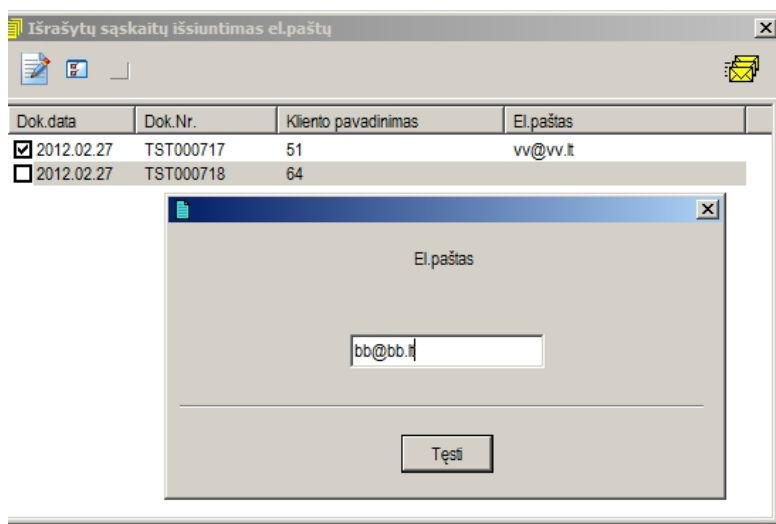 Išrašytų sąskaitų išsiuntimas el.paštų
Dok.data Dok.Nr. Kliento pavadinimas El.paštas
2012.02.27 TST000717 51 vv@vv.lt
2012.02.27 TST000718 64
El.paštas
bb@bb.lt
Tęsti